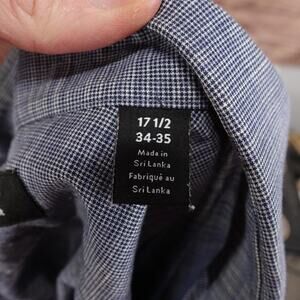 17 1/2
34-35
Made in
Sri Lanka
Fabriqué au
Sri Lanka